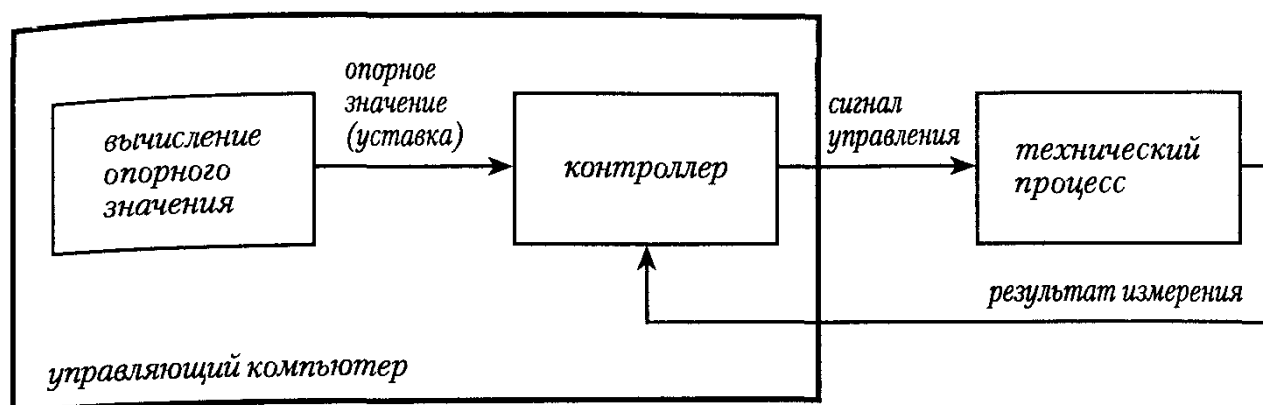 вычисление
опорного
значения
опорное
значение
(уставка)
контроллер
сигнал
управления
технический
процесс
результат измерения
управляющий компьютер